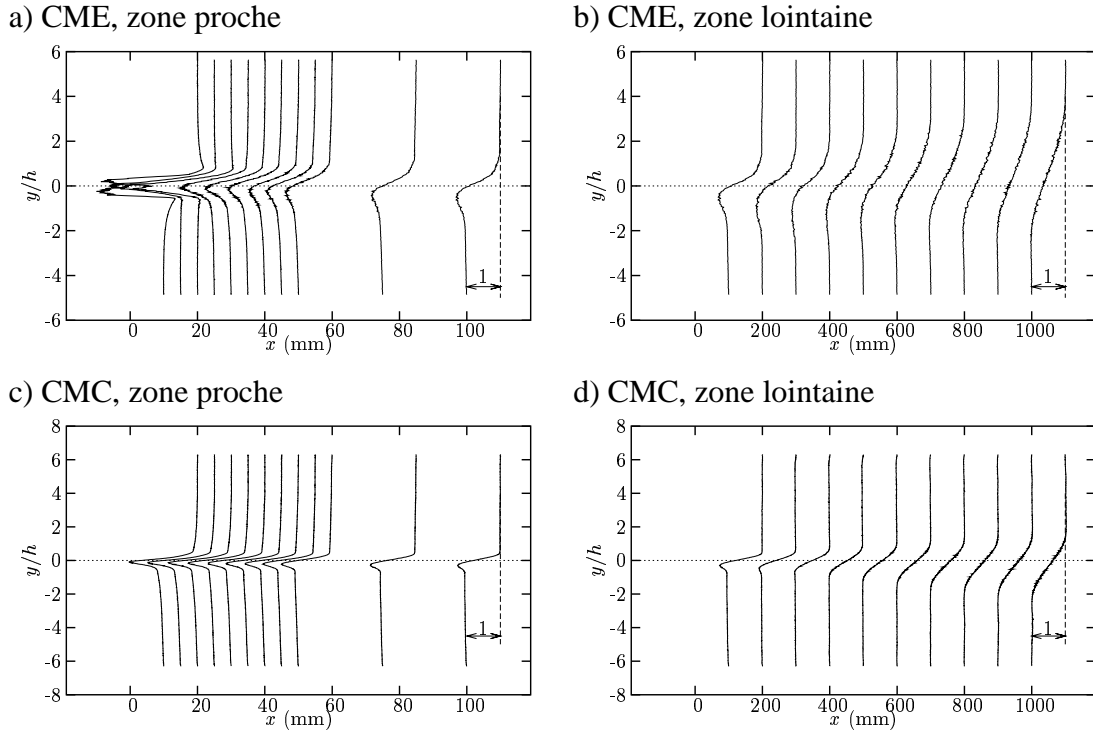 a) CME, zone proche
6
4
2
0
-2
-4
-6
y/h
1
0 20 40 60 80 100
x (mm)
b) CME, zone lointaine
6
4
2
0
-2
-4
-6
y/h
1
0 200 400 600 800 1000
x (mm)
c) CMC, zone proche
8
6
4
2
0
-2
-4
-6
-8
y/h
1
0 20 40 60 80 100
x (mm)
d) CMC, zone lointaine
8
6
4
2
0
-2
-4
-6
-8
y/h
1
0 200 400 600 800 1000
x (mm)